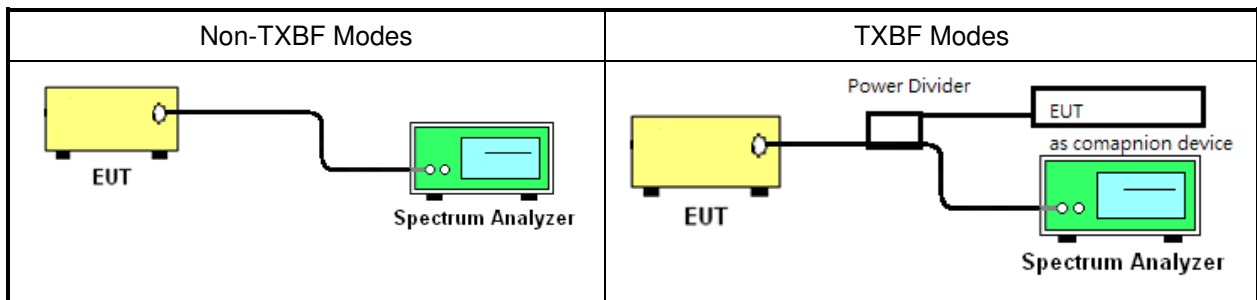 Non-TXBF Modes
TXBF Modes
EUT
Spectrum Analyzer
Power Divider
EUT
as comapnion device
EUT
Spectrum Analyzer